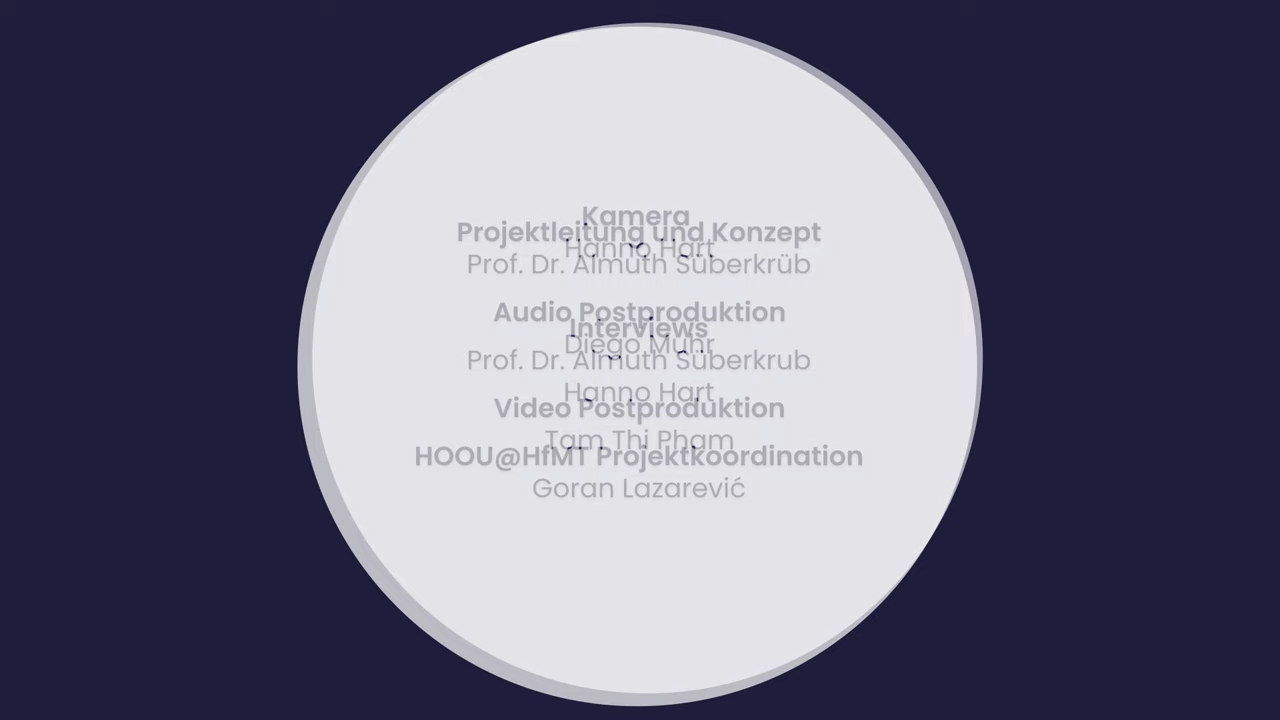 Kamera
Projektleitung und Konzept
Hanno Hart
Prof. Dr. Almuth Süberkrüb
Audio Postproduktion
Interviews
Diego Muhr
Prof. Dr. Almuth Süberkrub
Hanno Hart
Video Postproduktion
Tam Thi Pham
HOOU@HfMT Projektkoordination
Goran Lazarević